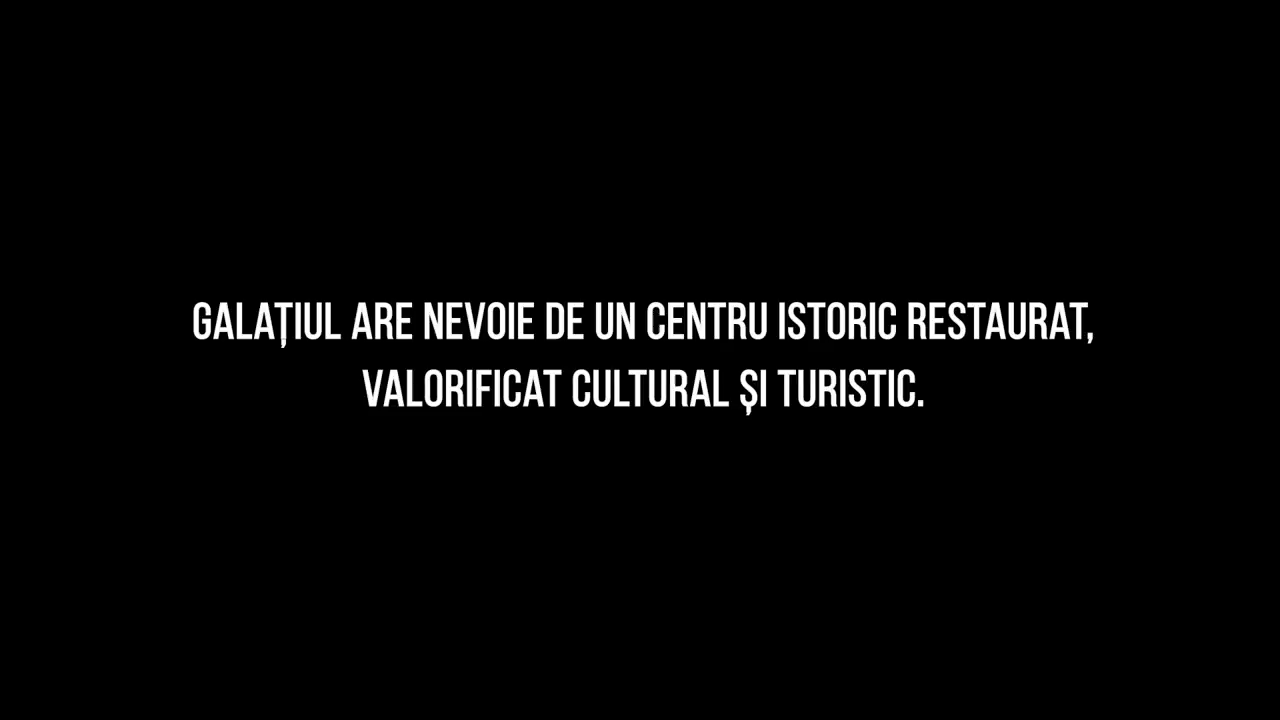 GALAȚIUL ARE NEVOIE DE UN CENTRU ISTORIC RESTAURAT,
VALORIFICAT CULTURAL ȘI TURISTIC.